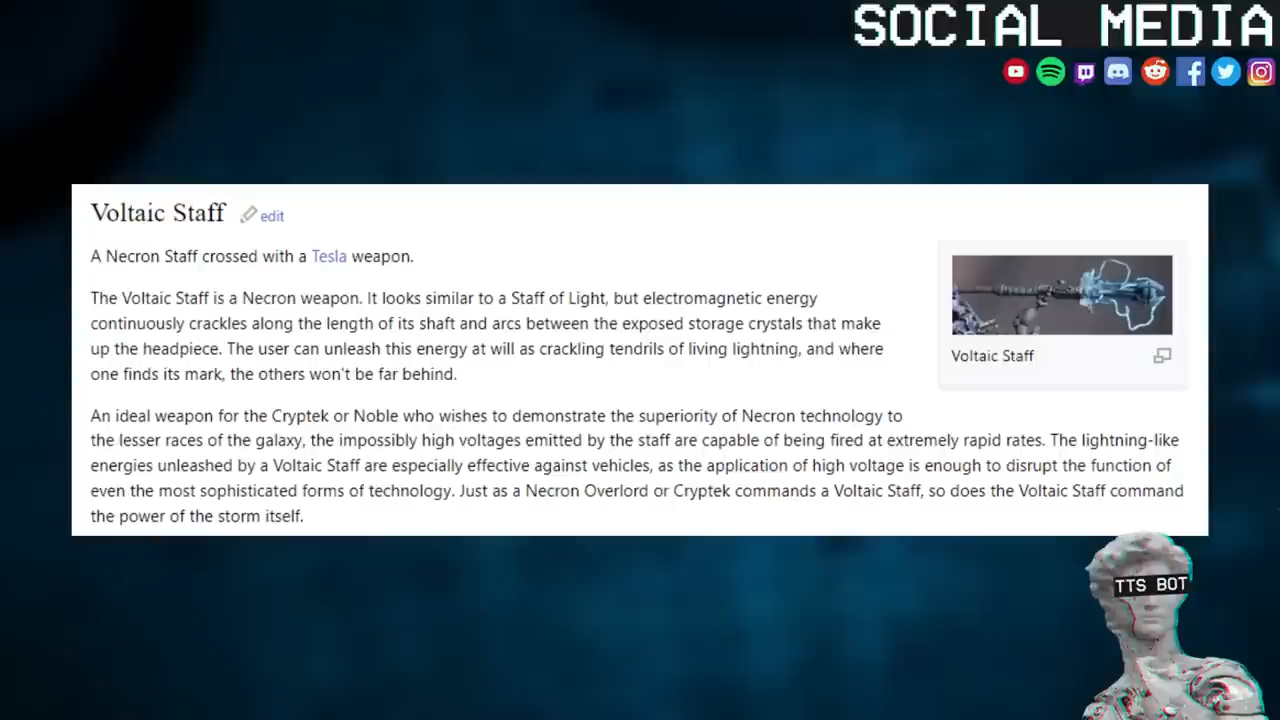 SOCIAL MEDIA
Voltaic Staff edit
A Necron Staff crossed with a Tesla weapon.
The Voltaic Staff is a Necron weapon. It looks similar to a Staff of Light, but electromagnetic energy
continuously crackles along the length of its shaft and arcs between the exposed storage crystals that make
up the headpiece. The user can unleash this energy at will as crackling tendrils of living lightning, and where
one finds its mark, the others won't be far behind.
Voltaic Staff
An ideal weapon for the Cryptek or Noble who wishes to demonstrate the superiority of Necron technology to
the lesser races of the galaxy, the impossibly high voltages emitted by the staff are capable of being fired at extremely rapid rates. The lightning-like
energies unleashed by a Voltaic Staff are especially effective against vehicles, as the application of high voltage is enough to disrupt the function of
even the most sophisticated forms of technology. Just as a Necron Overlord or Cryptek commands a Voltaic Staff, so does the Voltaic Staff command
the power of the storm itself.
TTS BOT